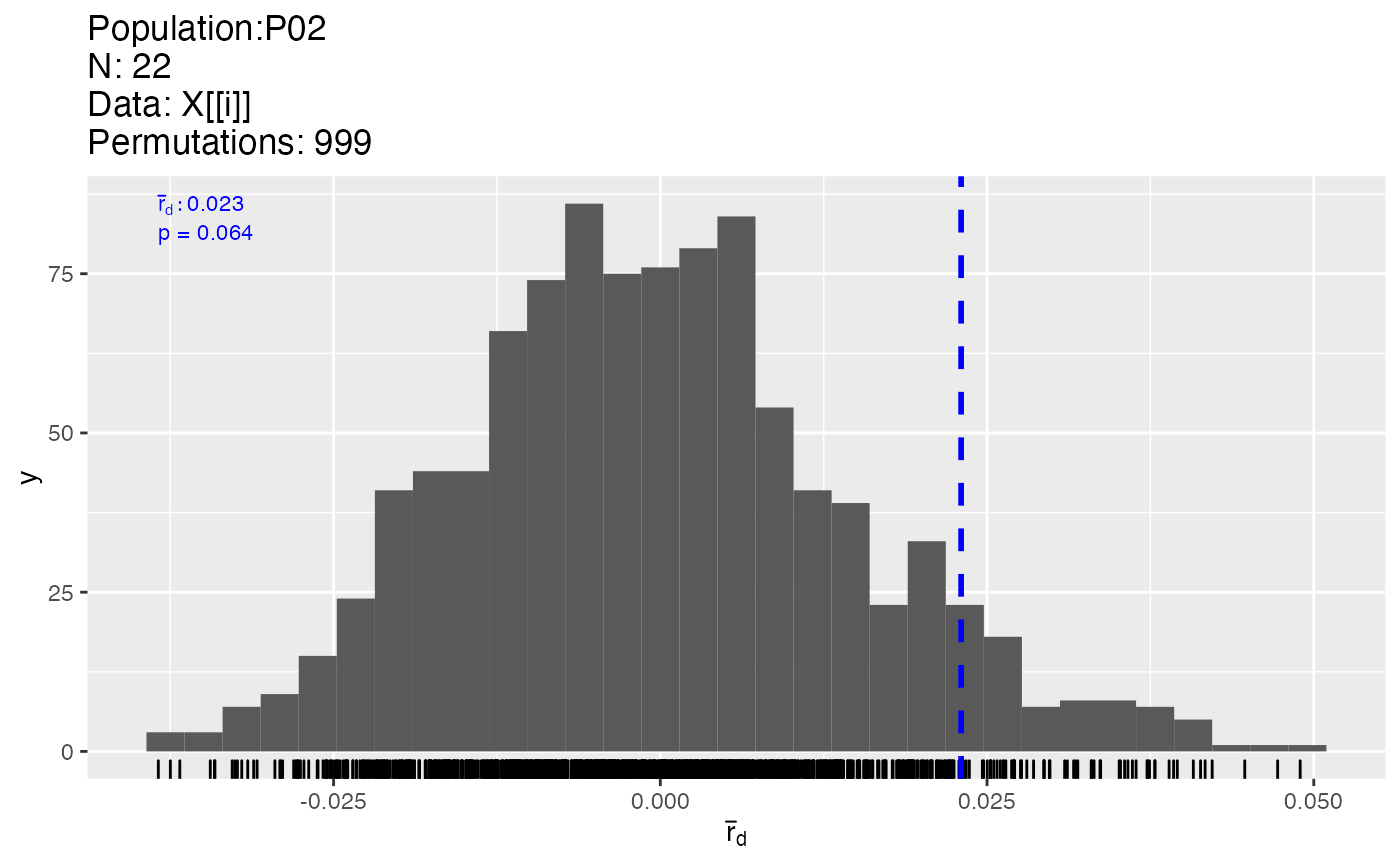 Population:P02
N: 22
Data: X[[i]]
Permutations: 999
r̄d : 0.023
p = 0.064
75
50
25
0
y
-0.025 0.000 0.025 0.050
r̄d